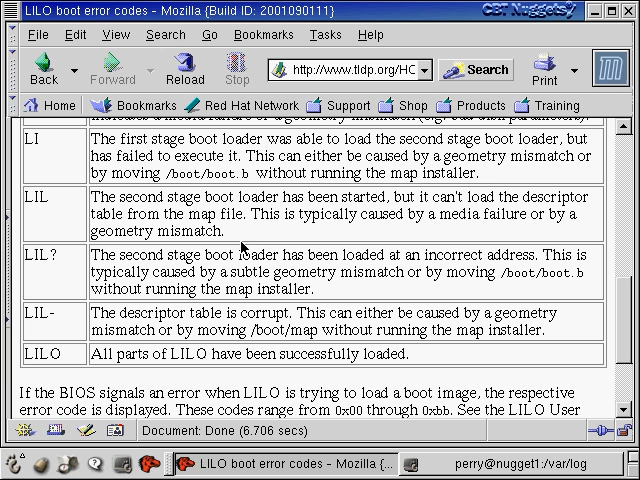 LILO boot error codes - Mozilla {Build ID: 2001090111}
CBT Nuggets
File Edit View Search Go Bookmarks Tasks Help
Back Forward Reload Stop http://www.tldp.org/HC Search Print
Home Bookmarks Red Hat Network Support Shop Products Training
LI The first stage boot loader was able to load the second stage boot loader, but
has failed to execute it. This can either be caused by a geometry mismatch or
by moving /boot/boot.b without running the map installer.
LIL The second stage boot loader has been started, but it can't load the descriptor
table from the map file. This is typically caused by a media failure or by a
geometry mismatch.
LIL? The second stage boot loader has been loaded at an incorrect address. This is
typically caused by a subtle geometry mismatch or by moving /boot/boot.b
without running the map installer.
LIL- The descriptor table is corrupt. This can either be caused by a geometry
mismatch or by moving /boot/map without running the map installer.
LILO All parts of LILO have been successfully loaded.
If the BIOS signals an error when LILO is trying to load a boot image, the respective
error code is displayed. These codes range from 0x00 through 0xbb. See the LILO User
Document: Done (6.706 secs)
LILO boot error codes - Mozilla {... perry@nugget1:/var/log